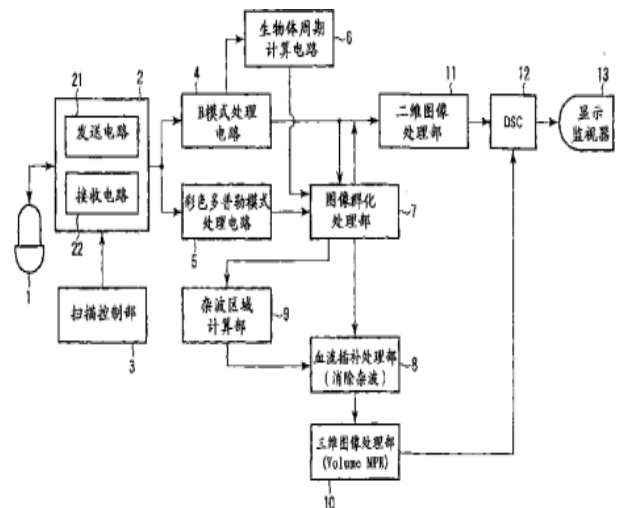 生物体周期
计算电路
6
21
2
4
11
12
13
发送电路
B模式处理
电路
二维图像
处理部
DSC
显示
监视器
接收电路
22
彩色多普勒模式
处理电路
5
图像孵化
处理部
7
1
扫描控制部
3
杂波区域
计算部
9
血流插补处理部
(消除杂波)
8
三维图像处理部
(Volume MPR)
10